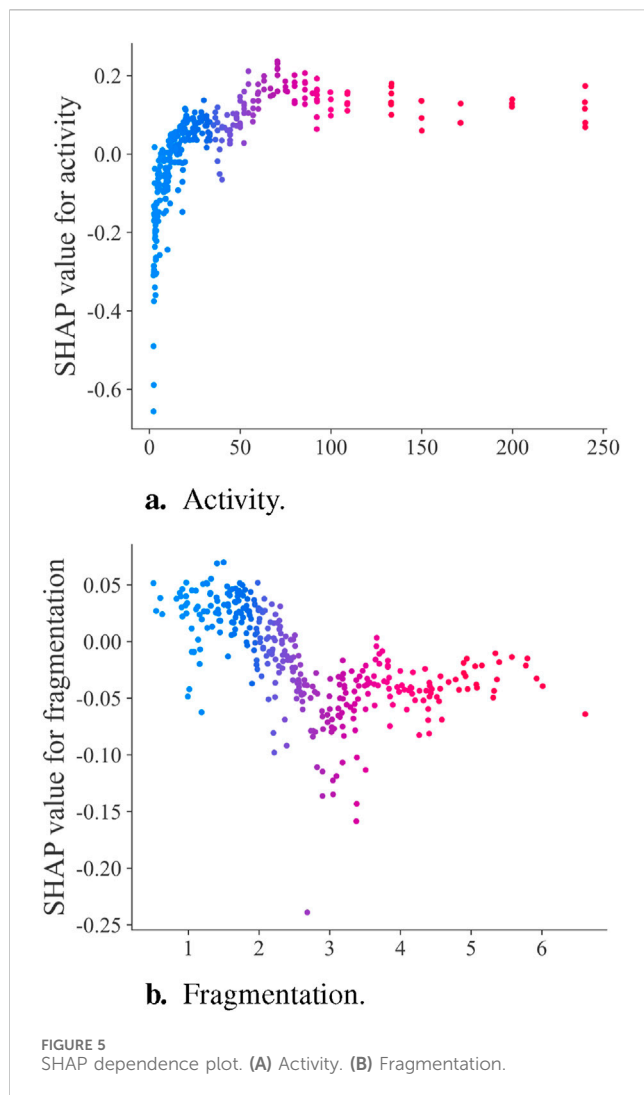 0.2
0.0
-0.2
-0.4
-0.6
SHAP value for activity
0 50 100 150 200 250
a. Activity.
0.05
0.00
-0.05
-0.10
-0.15
-0.20
-0.25
SHAP value for fragmentation
1 2 3 4 5 6
b. Fragmentation.
FIGURE 5
SHAP dependence plot. (A) Activity. (B) Fragmentation.